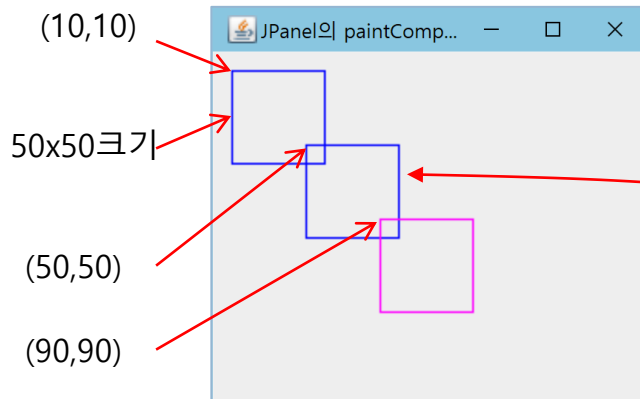 (10,10)
JPanel의 paintComp...
50x50크기
(50,50)
(90,90)